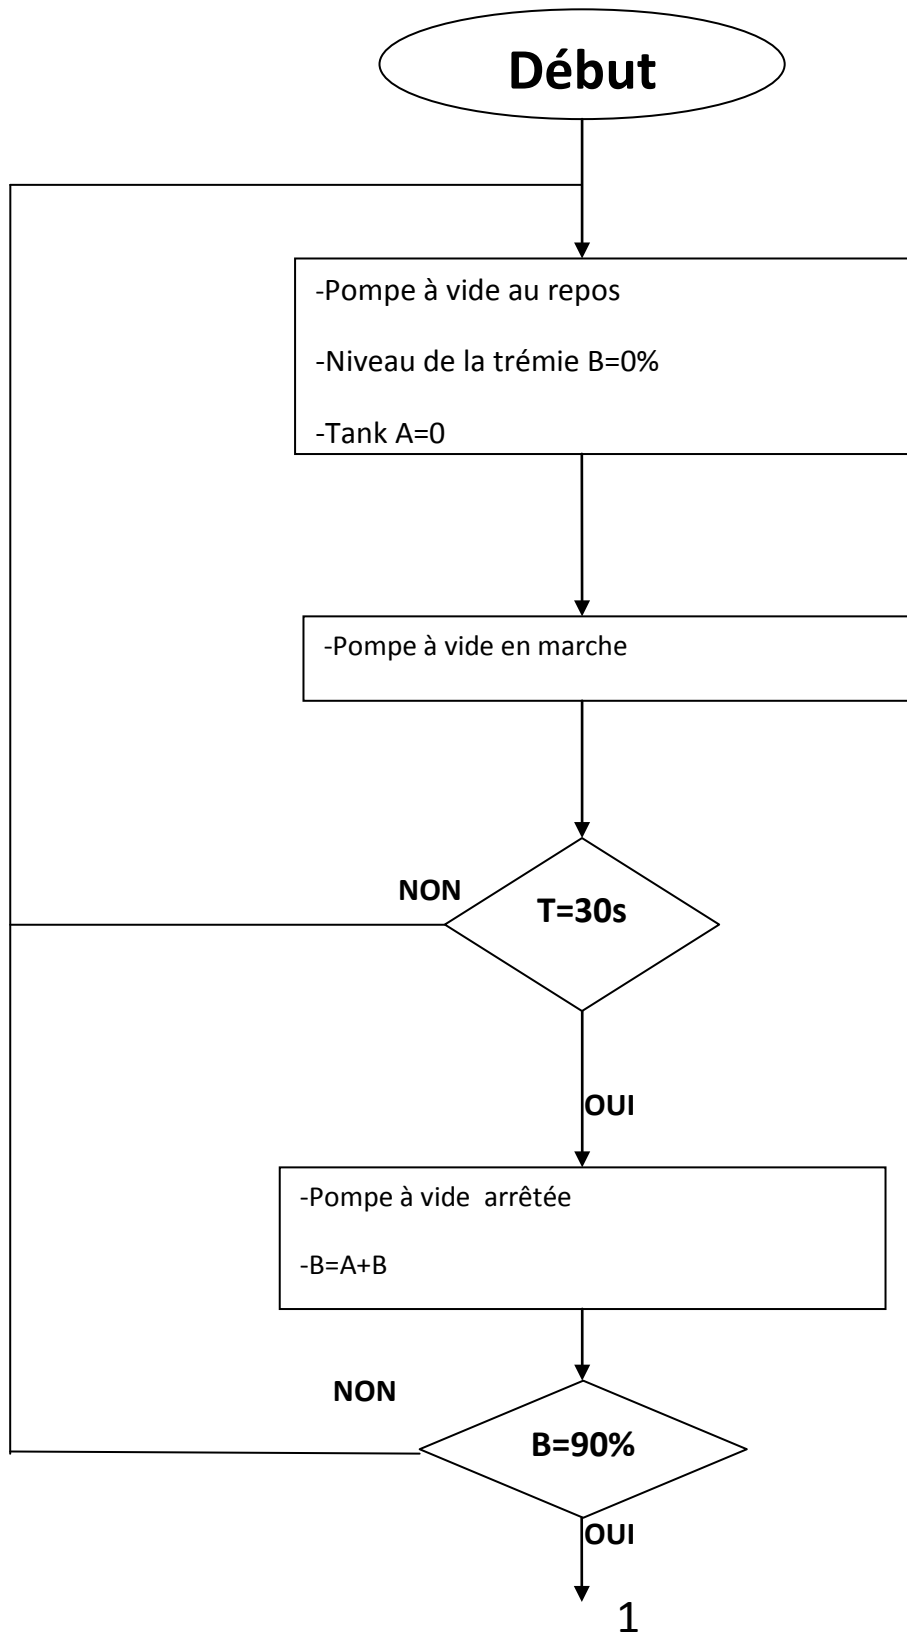 Début
-Pompe à vide au repos
-Niveau de la trémie B=0%
-Tank A=0
-Pompe à vide en marche
NON
T=30s
OUI
-Pompe à vide  arrêtée
-B=A+B
NON
B=90%
OUI
1